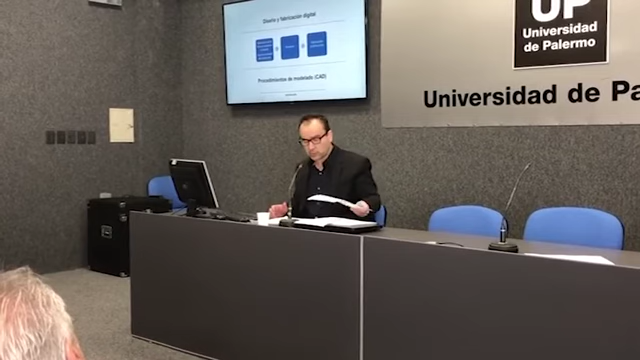 Diseño y fabricación digital
Procedimientos de modelado (CAD)
UP
Universidad
de Palermo
Universidad de Pa